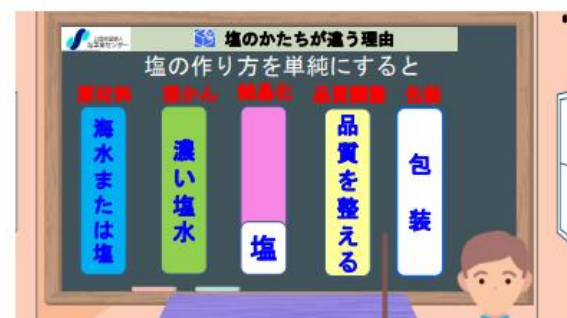 塩のかたちが違う理由
塩の作り方を単純にすると
原材料 採かん 結晶化 品質調整 包装
海水または塩
濃い塩水
塩
品質を整える
包装